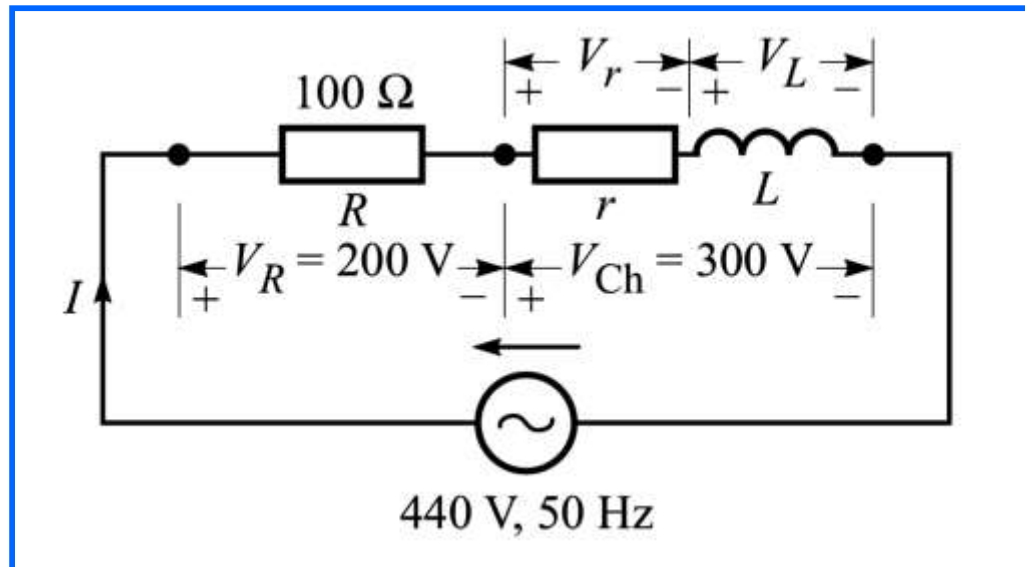 V_r V_L
+ − + −
100 Ω
R r L
V_R = 200 V V_Ch = 300 V
I + − + −
440 V, 50 Hz